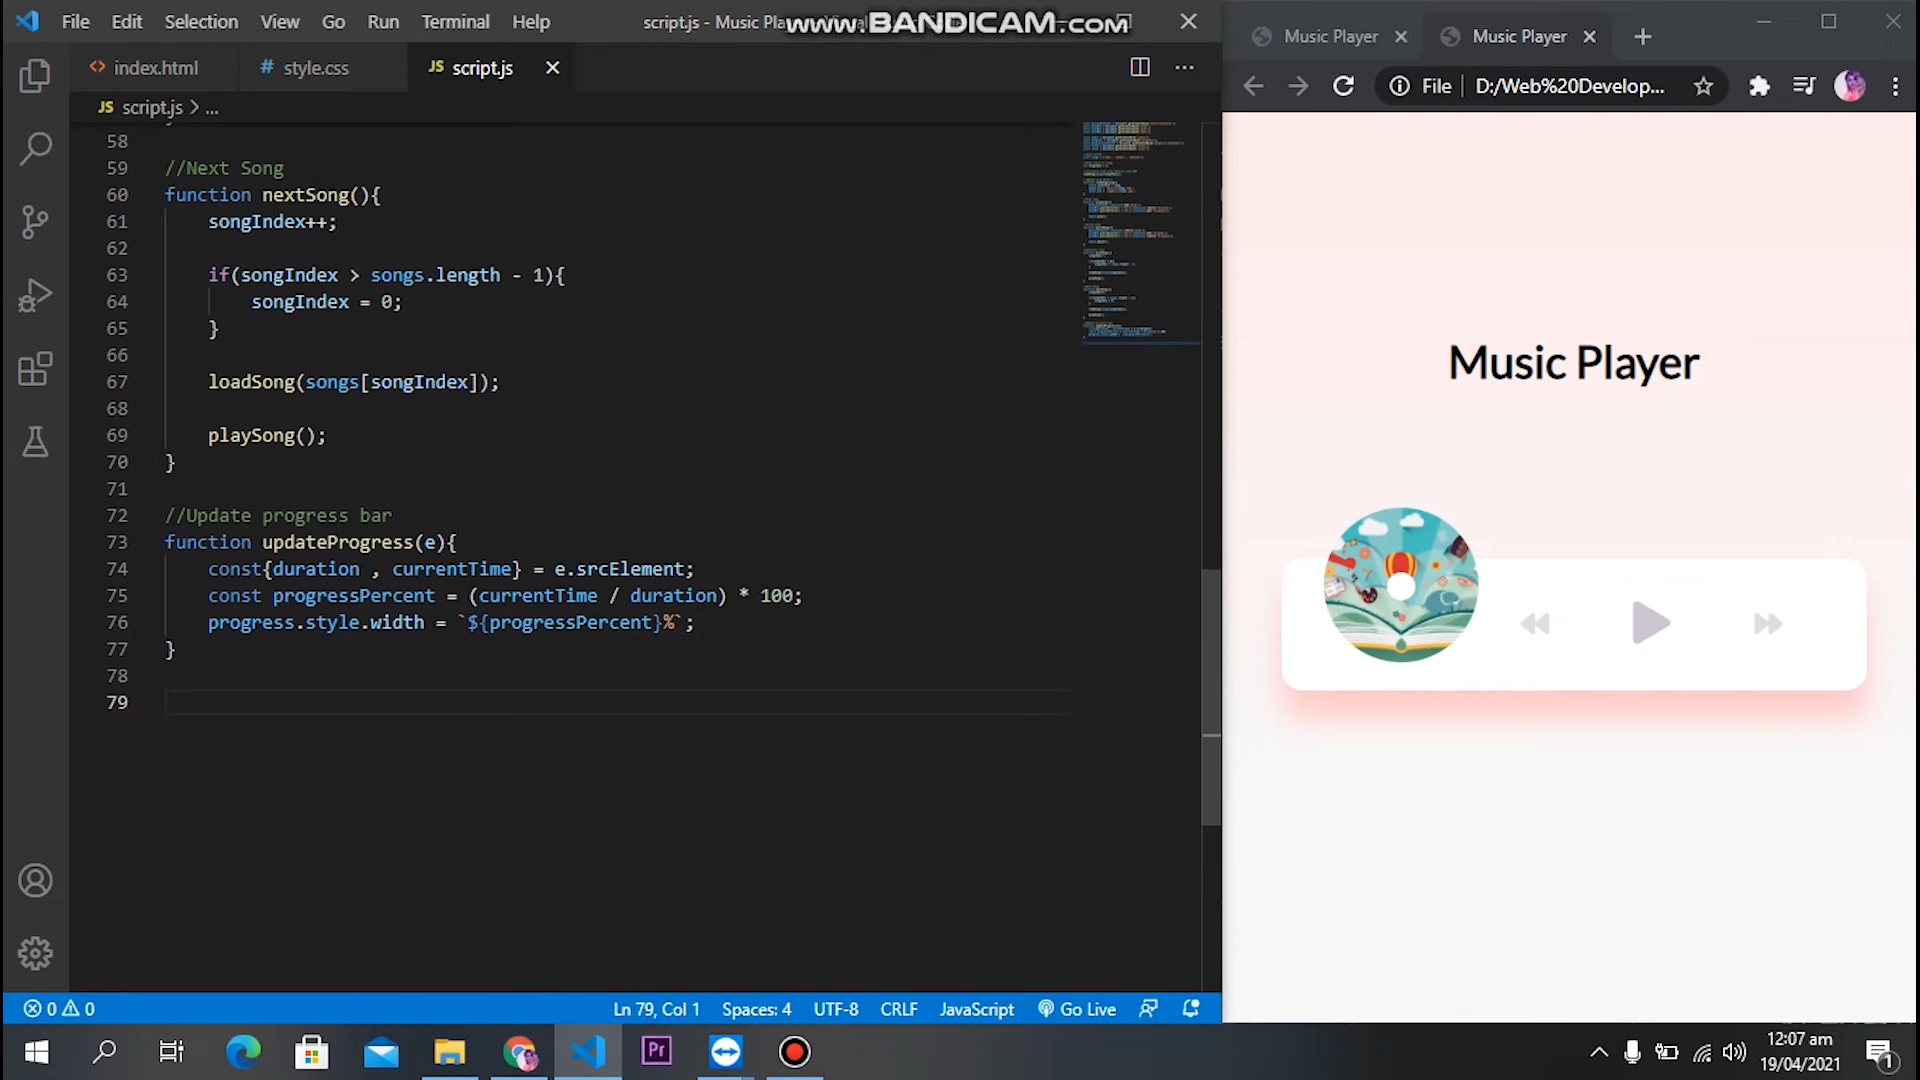 File Edit Selection View Go Run Terminal Help
script.js - Music Pla
www.BANDICAM.com
index.html
# style.css
JS script.js
JS script.js > ...
58
59 //Next Song
60 function nextSong(){
61 songIndex++;
62
63 if(songIndex > songs.length - 1){
64 songIndex = 0;
65 }
66
67 loadSong(songs[songIndex]);
68
69 playSong();
70 }
71
72 //Update progress bar
73 function updateProgress(e){
74 const{duration , currentTime} = e.srcElement;
75 const progressPercent = (currentTime / duration) * 100;
76 progress.style.width = `${progressPercent}%`;
77 }
78
79
0 0
Ln 79, Col 1 Spaces: 4 UTF-8 CRLF JavaScript Go Live
Music Player
Music Player
File D:/Web%20Develop...
Music Player
Pr
12:07 am
19/04/2021
1